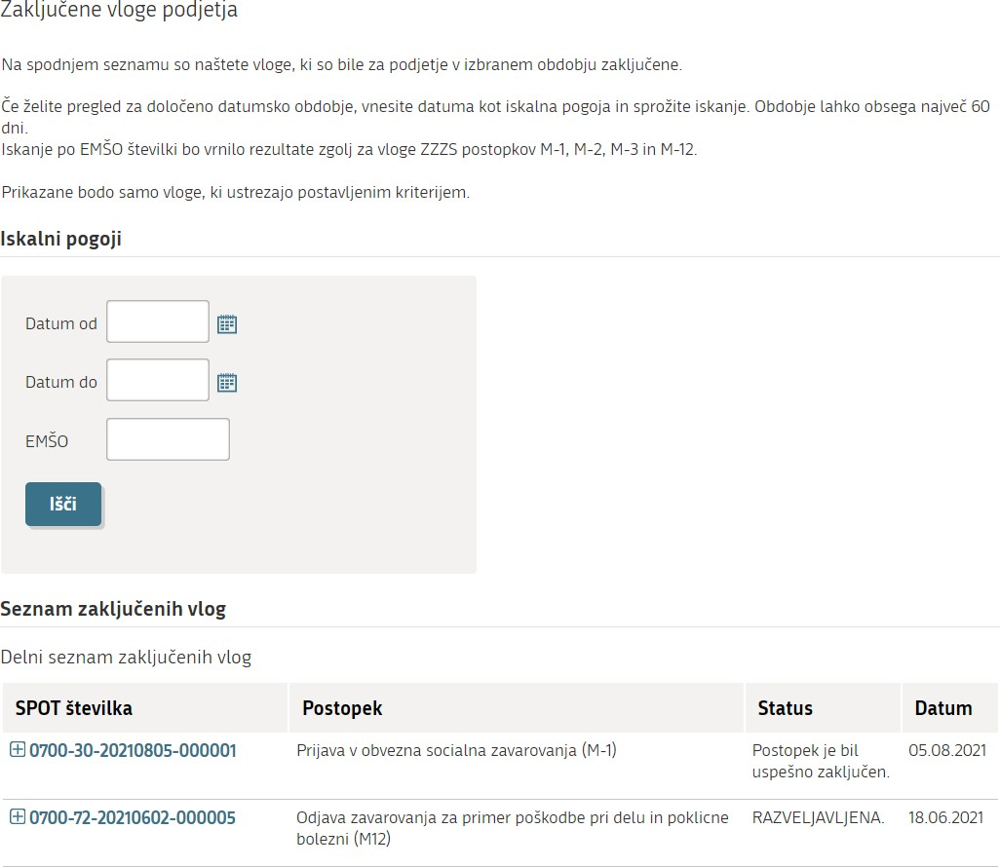 Zaključene vloge podjetja
Na spodnjem seznamu so naštete vloge, ki so bile za podjetje v izbranem obdobju zaključene.
Če želite pregled za določeno datumsko obdobje, vnesite datuma kot iskalna pogoja in sprožite iskanje. Obdobje lahko obsega največ 60
dni.
Iskanje po EMŠO številki bo vrnilo rezultate zgolj za vloge ZZZS postopkov M-1, M-2, M-3 in M-12.
Prikazane bodo samo vloge, ki ustrezajo postavljenim kriterijem.
Iskalni pogoji
Datum od
Datum do
EMŠO
Išči
Seznam zaključenih vlog
Delni seznam zaključenih vlog
SPOT številka Postopek Status Datum
0700-30-20210805-000001 Prijava v obvezna socialna zavarovanja (M-1) Postopek je bil 05.08.2021
uspešno zaključen.
0700-72-20210602-000005 Odjava zavarovanja za primer poškodbe pri delu in poklicne RAZVELJAVLJENA. 18.06.2021
bolezni (M12)